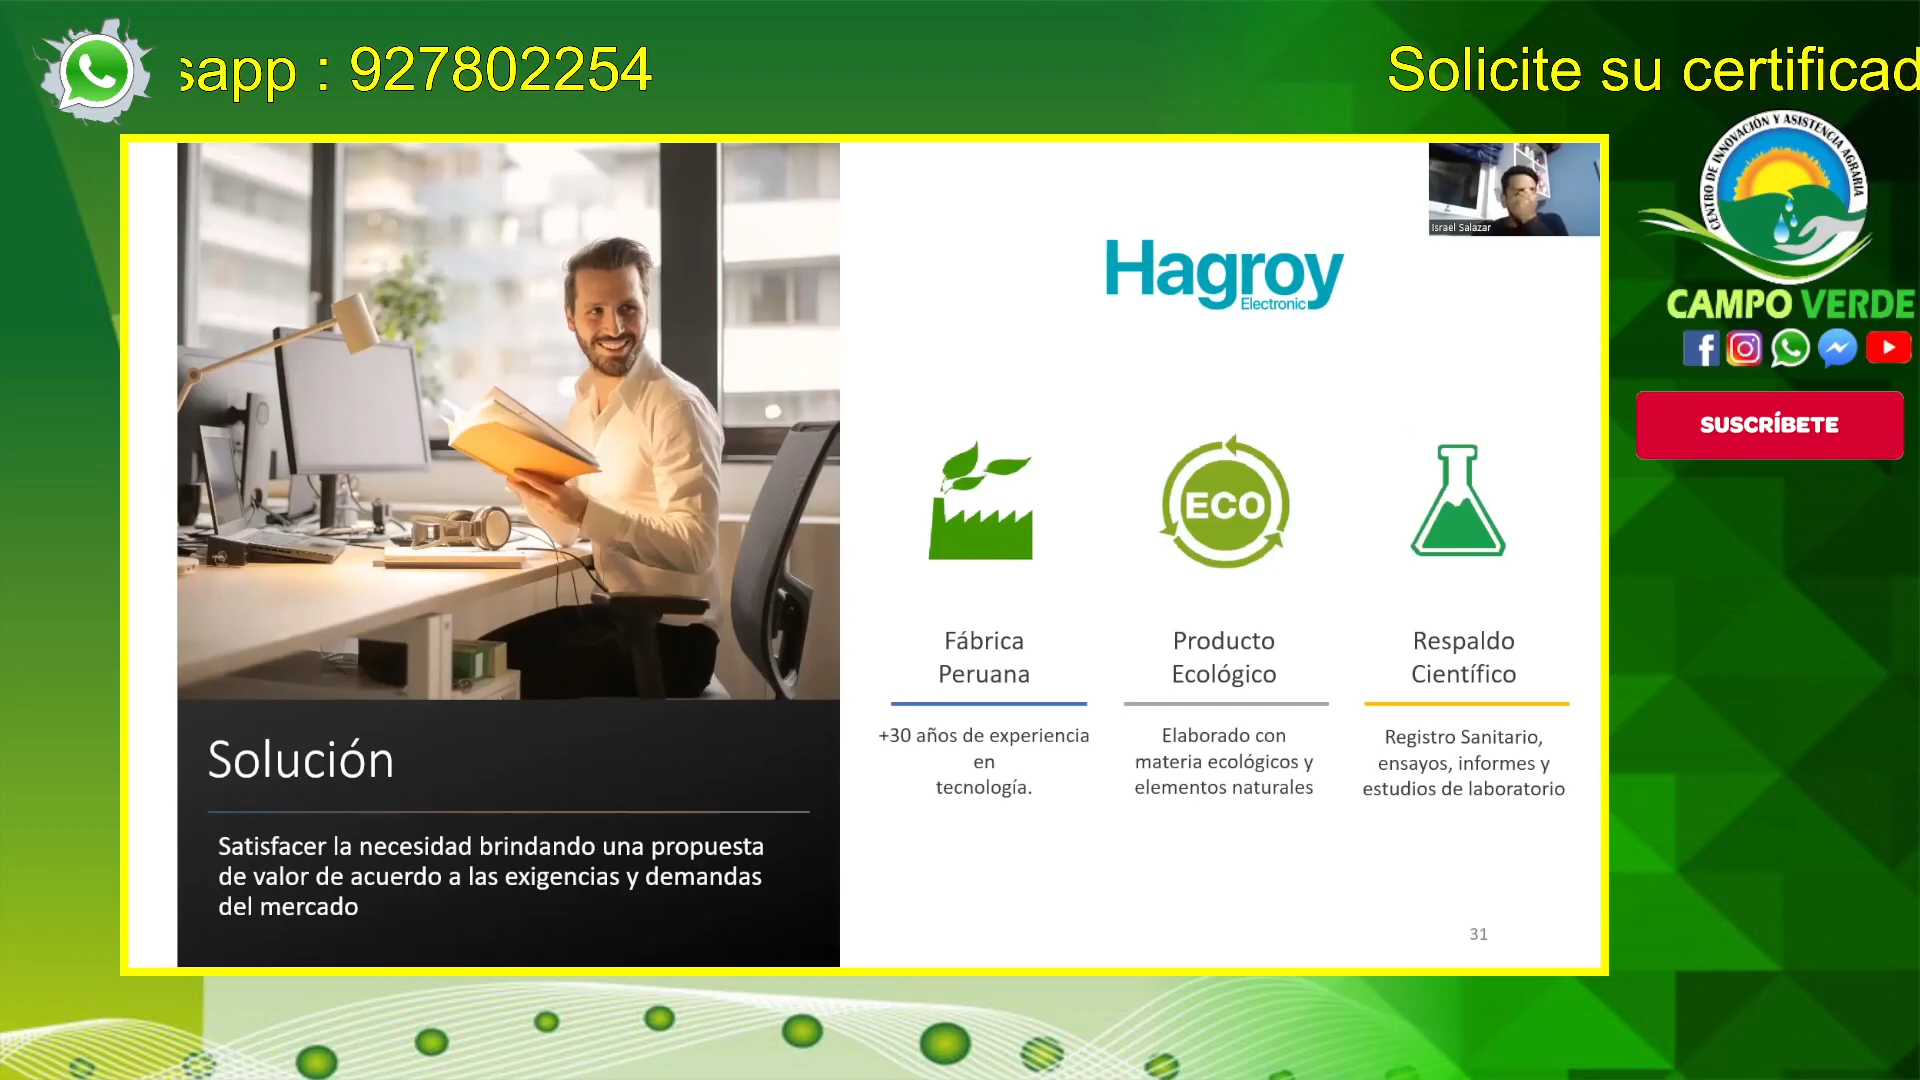 sapp : 927802254
Solicite su certificad
CENTRO DE INNOVACIÓN Y ASISTENCIA AGRARIA
CAMPO VERDE
SUSCRÍBETE
Israel Salazar
Hagroy
Electronic
ECO
Fábrica
Peruana
+30 años de experiencia
en
tecnología.
Producto
Ecológico
Elaborado con
materia ecológicos y
elementos naturales
Respaldo
Científico
Registro Sanitario,
ensayos, informes y
estudios de laboratorio
Solución
Satisfacer la necesidad brindando una propuesta
de valor de acuerdo a las exigencias y demandas
del mercado
31